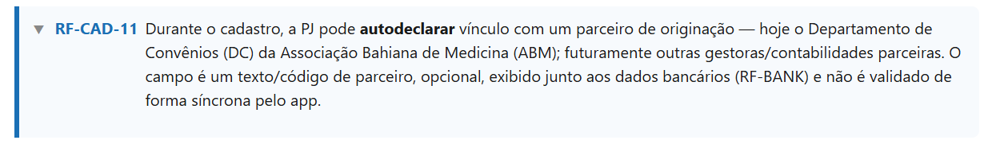 ▼ RF-CAD-11 Durante o cadastro, a PJ pode autodeclarar vínculo com um parceiro de originação — hoje o Departamento de
Convênios (DC) da Associação Bahiana de Medicina (ABM); futuramente outras gestoras/contabilidades parceiras. O
campo é um texto/código de parceiro, opcional, exibido junto aos dados bancários (RF-BANK) e não é validado de
forma síncrona pelo app.